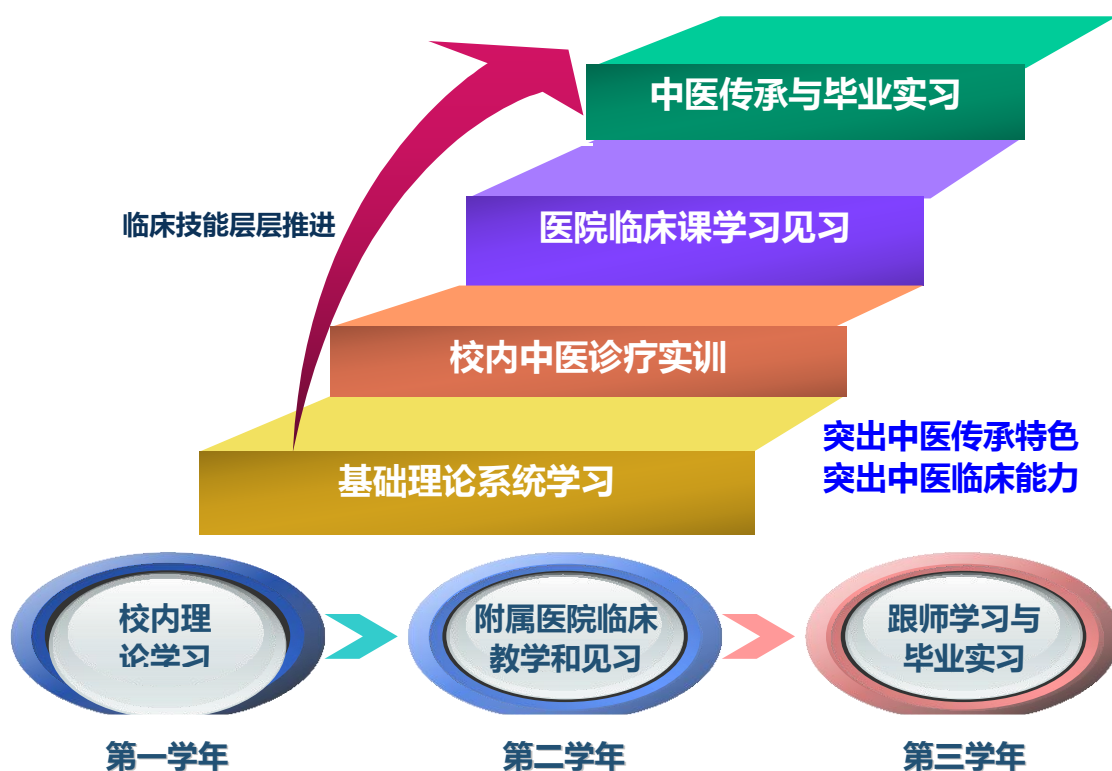 中医传承与毕业实习
医院临床课学习见习
临床技能层层推进
校内中医诊疗实训
突出中医传承特色
突出中医临床能力
基础理论系统学习
校内理
论学习
附属医院临床
教学和见习
跟师学习与
毕业实习
第一学年
第二学年
第三学年